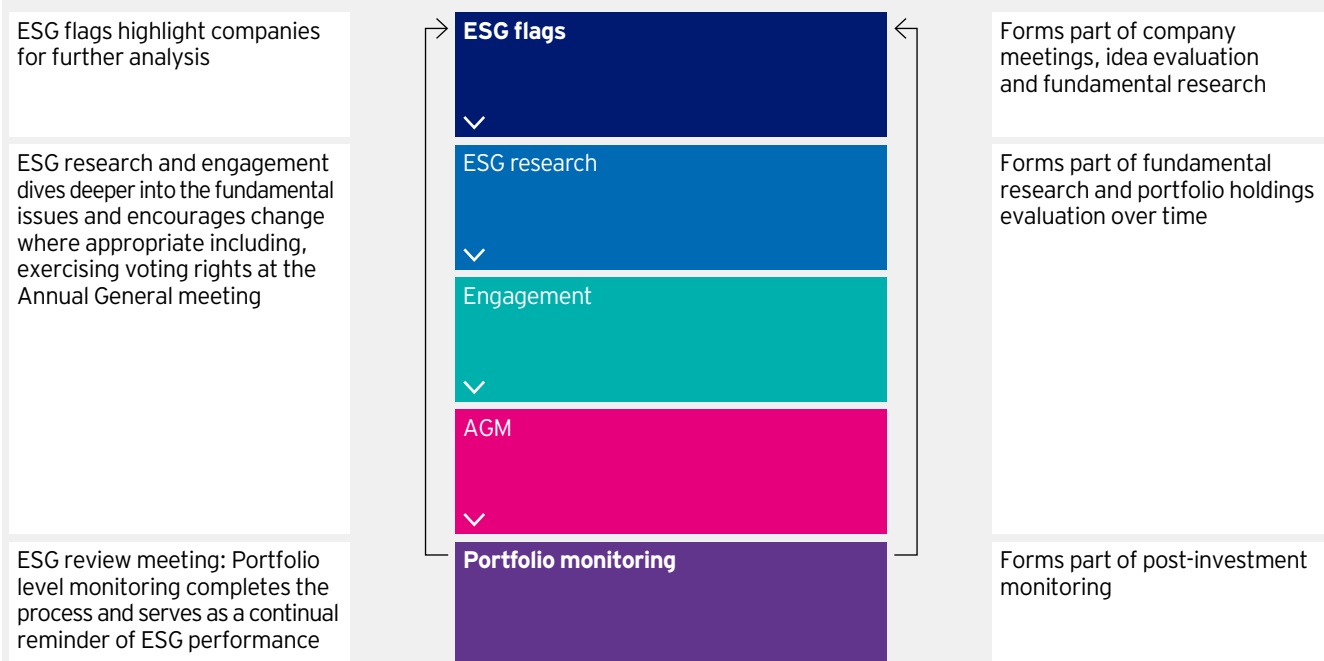 ESG flags highlight companies
for further analysis
ESG flags
Forms part of company
meetings, idea evaluation
and fundamental research
ESG research and engagement
dives deeper into the fundamental
issues and encourages change
where appropriate including,
exercising voting rights at the
Annual General meeting
ESG research
Engagement
AGM
Forms part of fundamental
research and portfolio holdings
evaluation over time
ESG review meeting: Portfolio
level monitoring completes the
process and serves as a continual
reminder of ESG performance
Portfolio monitoring
Forms part of post-investment
monitoring